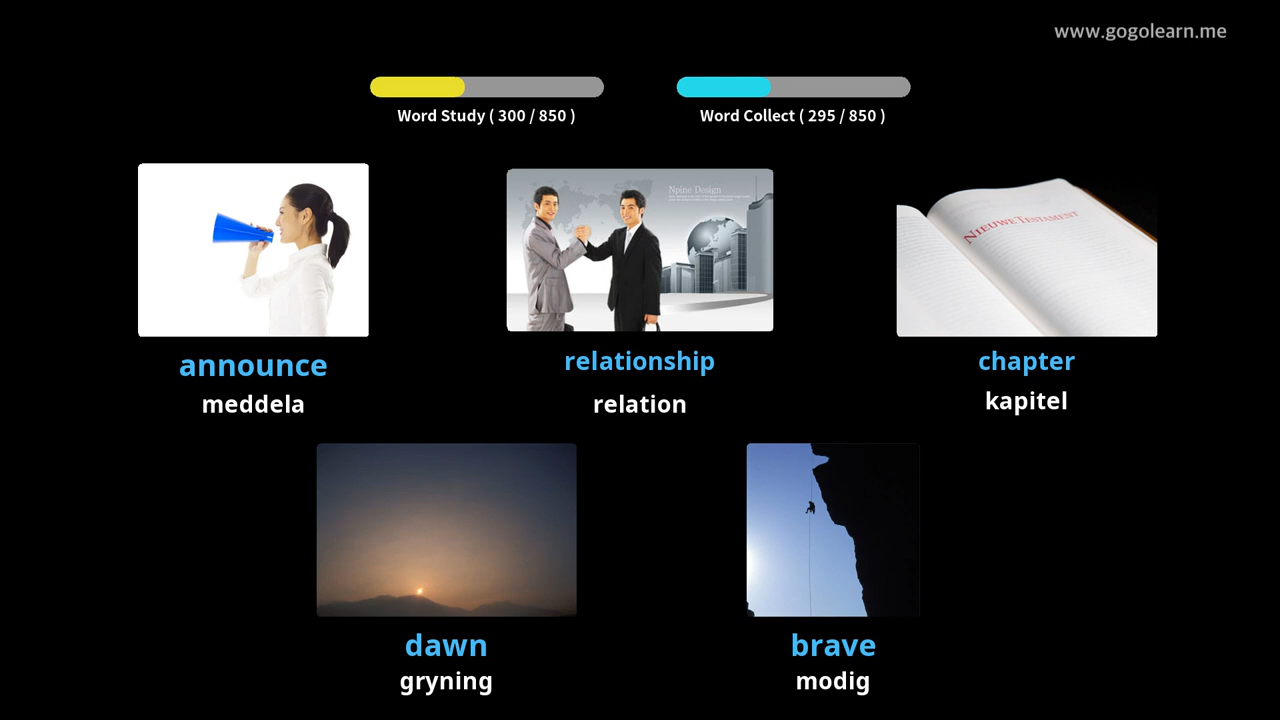 www.gogolearn.me
Word Study ( 300 / 850 )
Word Collect ( 295 / 850 )
Npine Design
NIEUWE TESTAMENT
announce
meddela
relationship
relation
chapter
kapitel
dawn
gryning
brave
modig